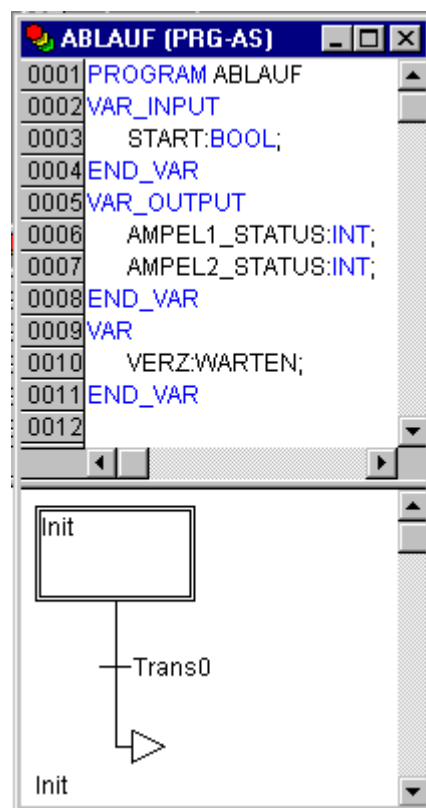 ABLAUF (PRG-AS)
0001 PROGRAM ABLAUF
0002 VAR_INPUT
0003 START:BOOL;
0004 END_VAR
0005 VAR_OUTPUT
0006 AMPEL1_STATUS:INT;
0007 AMPEL2_STATUS:INT;
0008 END_VAR
0009 VAR
0010 VERZ:WARTEN;
0011 END_VAR
0012
Init
Trans0
Init